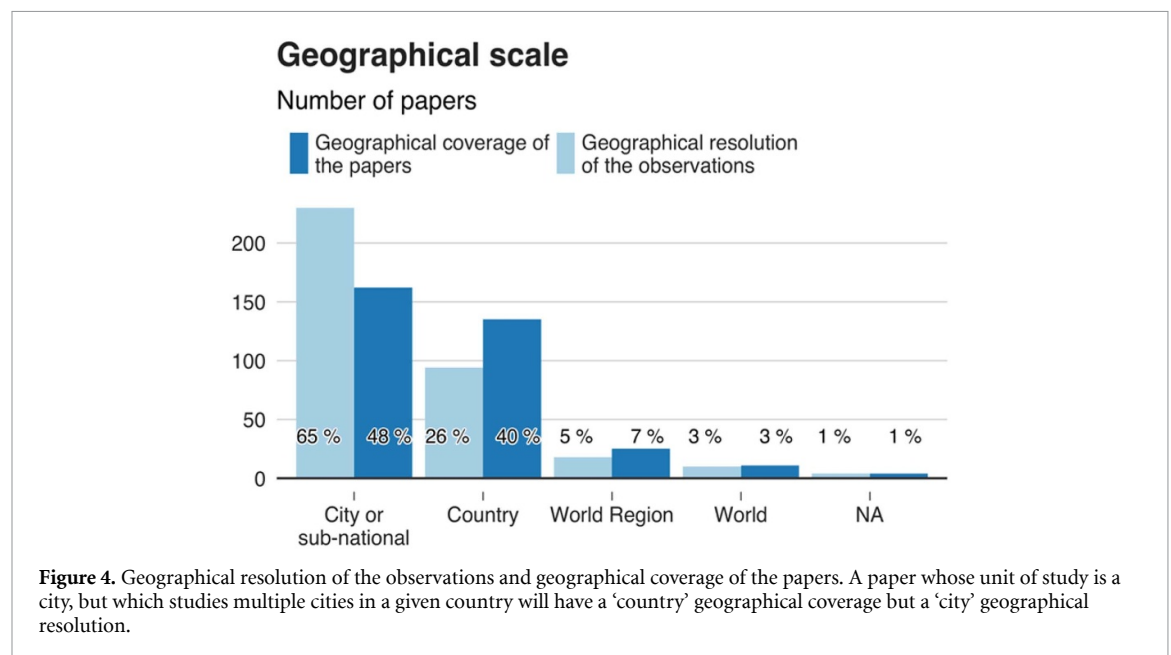 Geographical scale
Number of papers
Geographical coverage of
the papers
Geographical resolution
of the observations
200
150
100
50
0
65 % 48 % 26 % 40 % 5 % 7 % 3 % 3 % 1 % 1 %
City or
sub-national
Country
World Region
World
NA
Figure 4. Geographical resolution of the observations and geographical coverage of the papers. A paper whose unit of study is a
city, but which studies multiple cities in a given country will have a ‘country’ geographical coverage but a ‘city’ geographical
resolution.